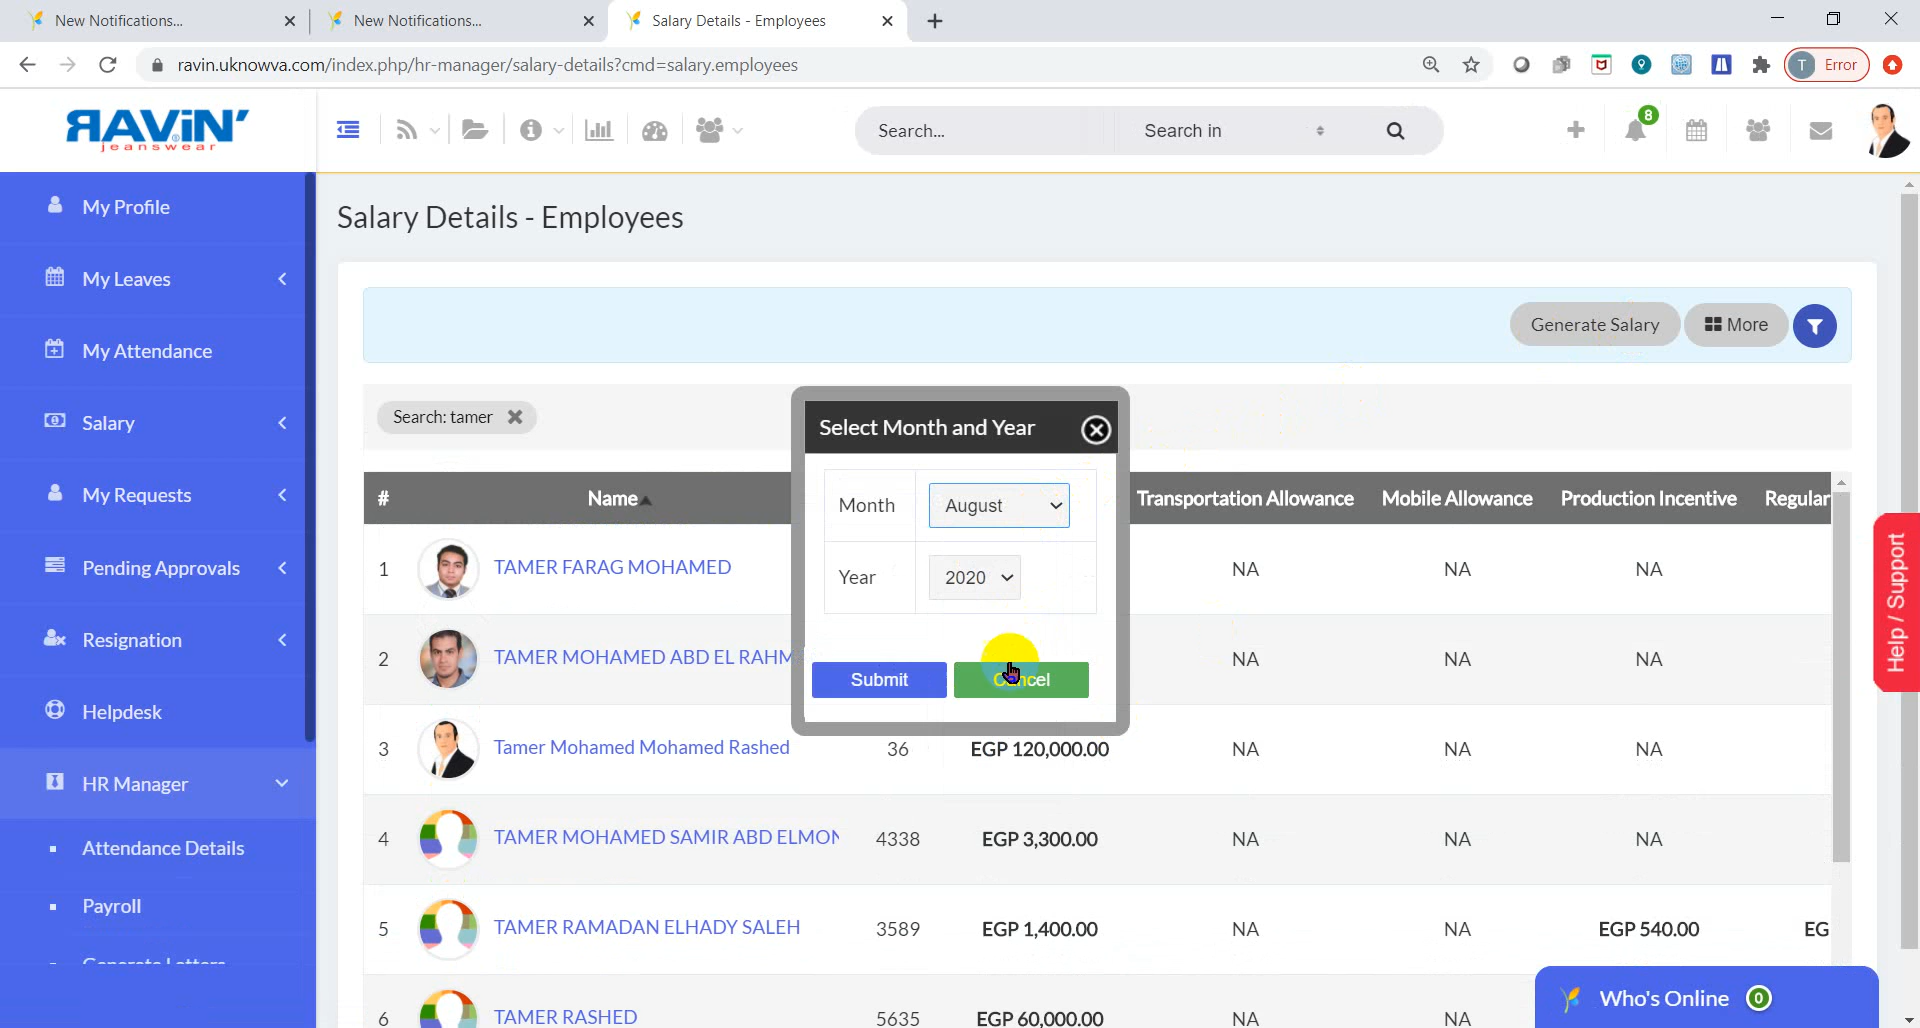 New Notifications...
New Notifications...
Salary Details - Employees
ravin.uknowva.com/index.php/hr-manager/salary-details?cmd=salary.employees
T Error
RAViN'
jeanswear
Search...
Search in
8
My Profile
My Leaves
My Attendance
Salary
My Requests
Pending Approvals
Resignation
Helpdesk
HR Manager
Attendance Details
Payroll
Salary Details - Employees
Generate Salary
More
Search: tamer
Select Month and Year
Month August
Year 2020
Submit
Cancel
# Name Transportation Allowance Mobile Allowance Production Incentive Regular
1 TAMER FARAG MOHAMED NA NA NA
2 TAMER MOHAMED ABD EL RAHM NA NA NA
3 Tamer Mohamed Mohamed Rashed 36 EGP 120,000.00 NA NA NA
4 TAMER MOHAMED SAMIR ABD ELMON 4338 EGP 3,300.00 NA NA NA
5 TAMER RAMADAN ELHADY SALEH 3589 EGP 1,400.00 NA NA EGP 540.00 EG
6 TAMER RASHED 5635 EGP 60,000.00 NA NA
Help / Support
Who's Online 0